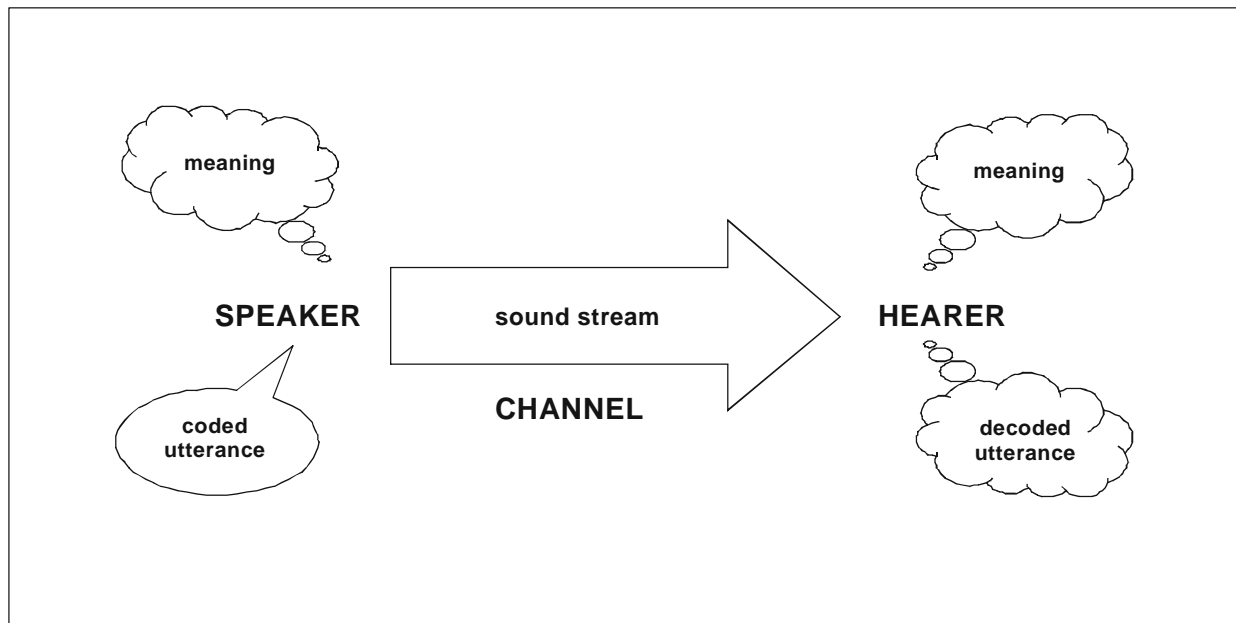 meaning
meaning
SPEAKER
sound stream
HEARER
CHANNEL
coded
utterance
decoded
utterance